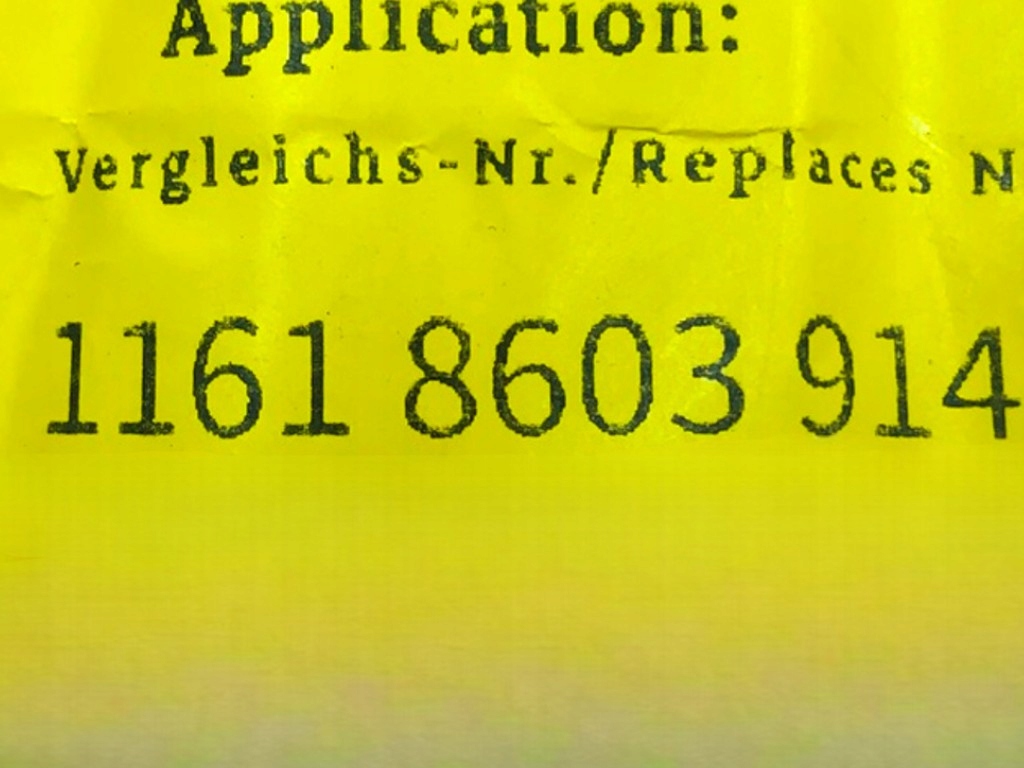 Application:
Vergleichs-Nr./Replaces N
1161 8603 914